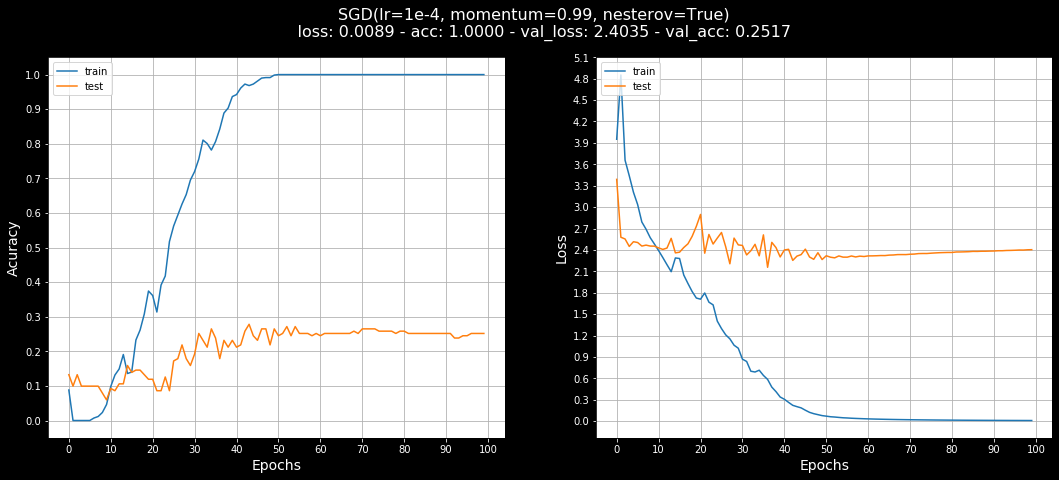 SGD(lr=1e-4, momentum=0.99, nesterov=True)
loss: 0.0089 - acc: 1.0000 - val_loss: 2.4035 - val_acc: 0.2517
train
test
1.0
0.9
0.8
0.7
0.6
0.5
0.4
0.3
0.2
0.1
0.0
Acuracy
0 10 20 30 40 50 60 70 80 90 100
Epochs
train
test
5.1
4.8
4.5
4.2
3.9
3.6
3.3
3.0
2.7
2.4
2.1
1.8
1.5
1.2
0.9
0.6
0.3
0.0
Loss
0 10 20 30 40 50 60 70 80 90 100
Epochs